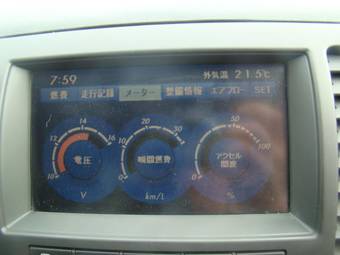 7:59 外気温 21.5℃
燃費 走行記録 メーター 整備情報 エアフロー SET
14 20 50
12 16 10 30 0 100
電圧 瞬間燃費 アクセル
開度
10 0
V km/L %